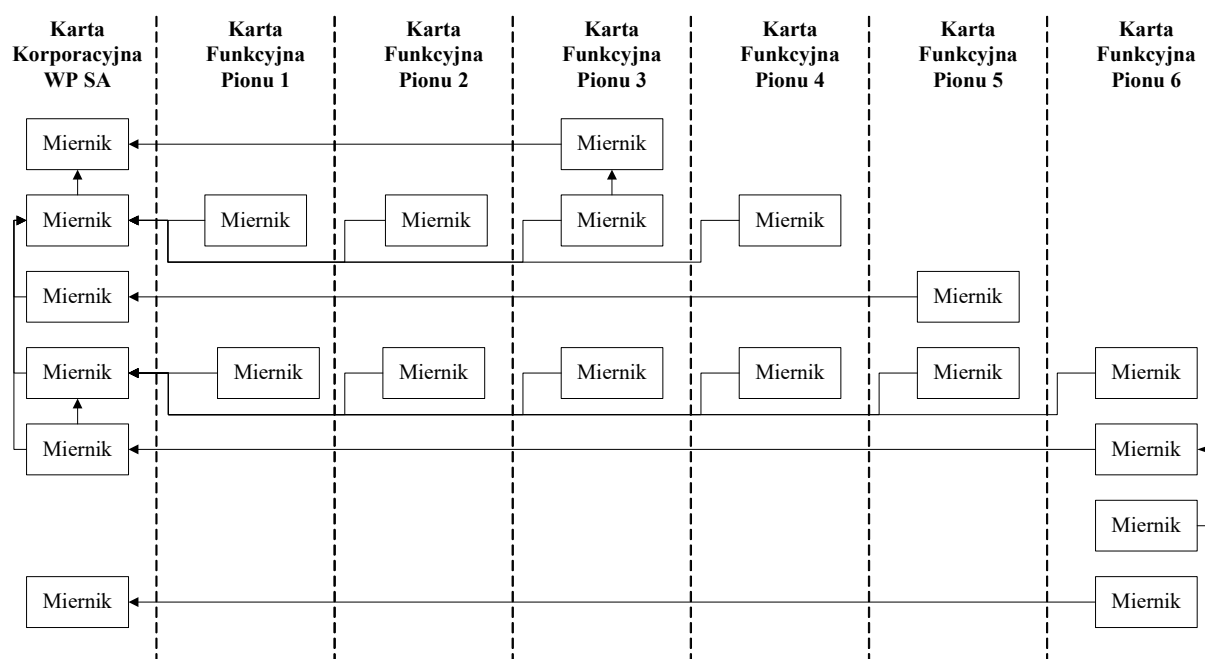 Karta
Korporacyjna
WP SA
Karta
Funkcyjna
Pionu 1
Karta
Funkcyjna
Pionu 2
Karta
Funkcyjna
Pionu 3
Karta
Funkcyjna
Pionu 4
Karta
Funkcyjna
Pionu 5
Karta
Funkcyjna
Pionu 6
Miernik Miernik
Miernik Miernik Miernik Miernik Miernik
Miernik Miernik
Miernik Miernik Miernik Miernik Miernik Miernik Miernik
Miernik Miernik
Miernik
Miernik Miernik